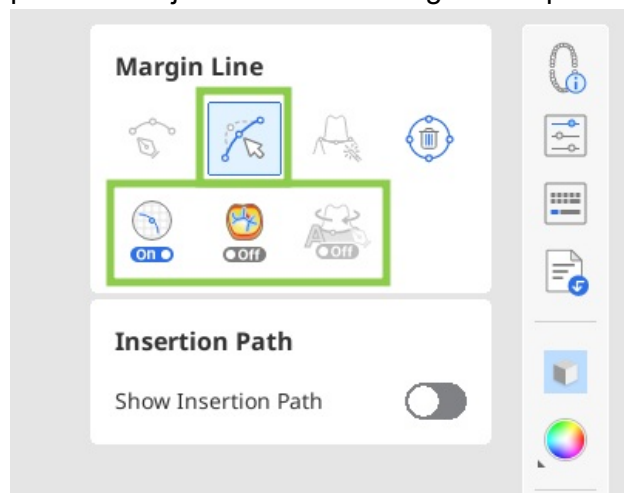 Margin Line
On
Off
A
Off
Insertion Path
Show Insertion Path